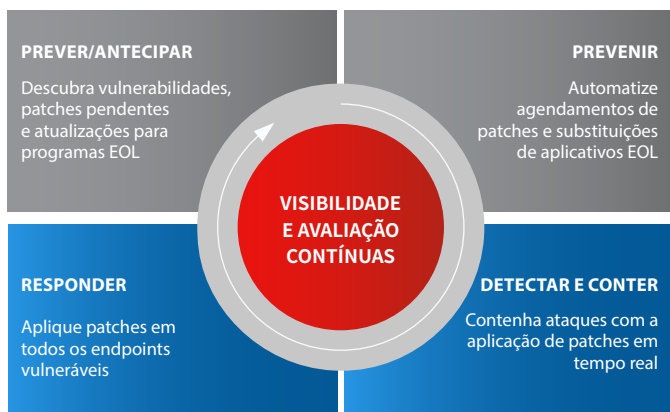 PREVER/ANTECIPAR
Descubra vulnerabilidades,
patches pendentes
e atualizações para
programas EOL
PREVENIR
Automatize
agendamentos de
patches e substituições
de aplicativos EOL
VISIBILIDADE
E AVALIAÇÃO
CONTÍNUAS
RESPONDER
Aplique patches em
todos os endpoints
vulneráveis
DETECTAR E CONTER
Contenha ataques com a
aplicação de patches em
tempo real